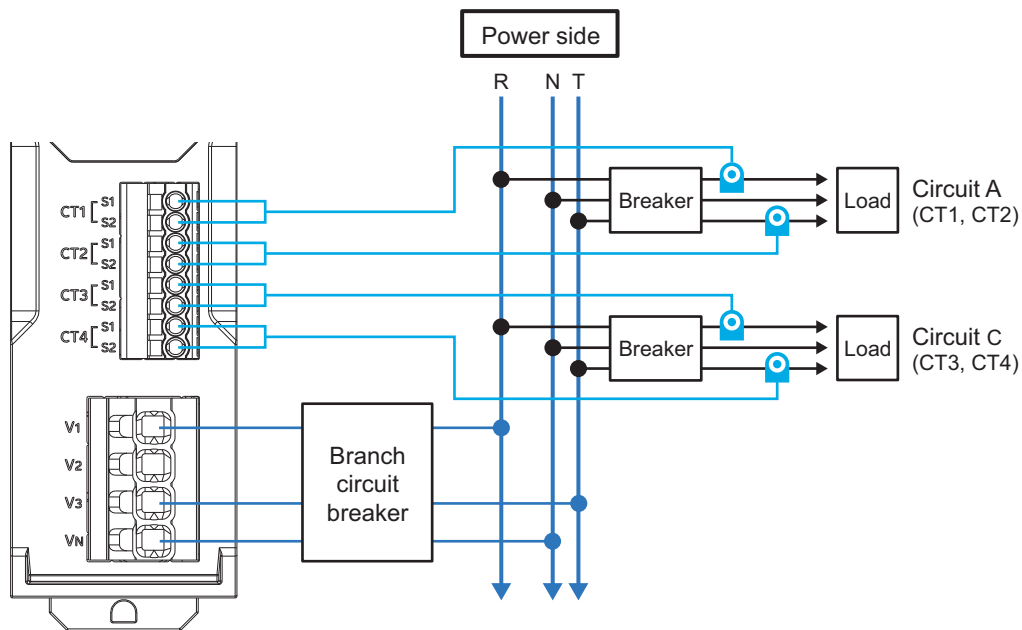 Power side
R N T
CT1 S1
S2
CT2 S1
S2
CT3 S1
S2
CT4 S1
S2
Breaker
Load
Circuit A
(CT1, CT2)
Breaker
Load
Circuit C
(CT3, CT4)
V1
V2
V3
VN
Branch
circuit
breaker